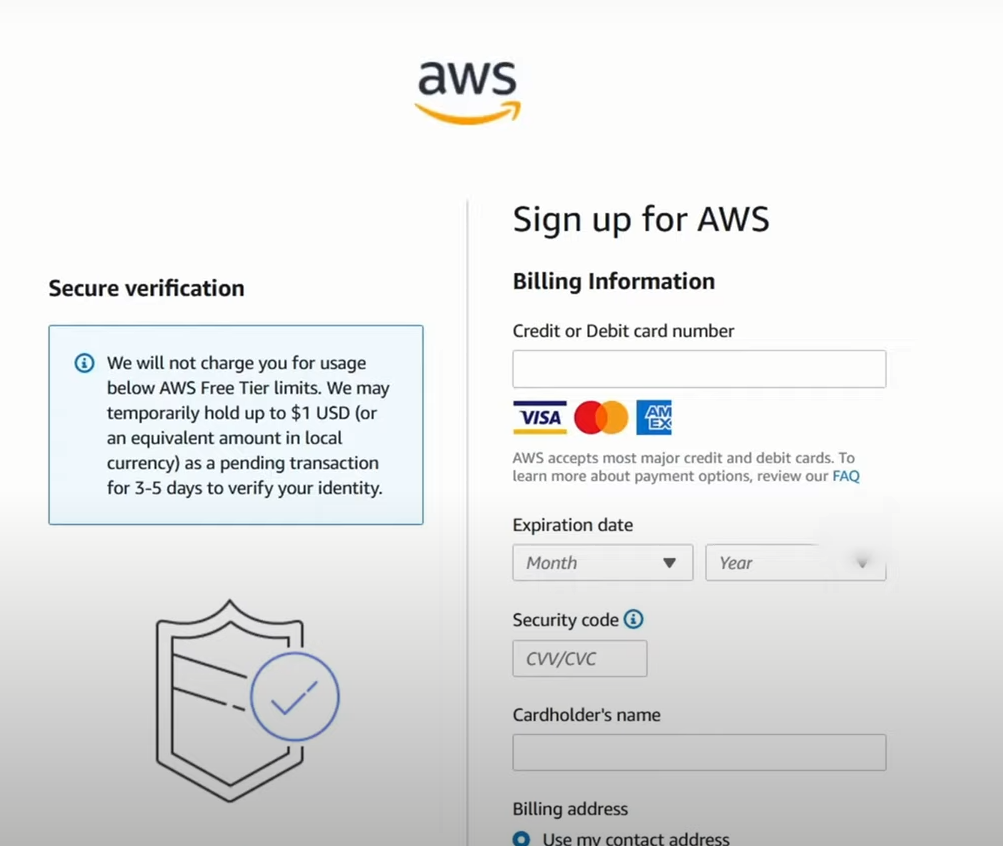 aws
Sign up for AWS
Secure verification
We will not charge you for usage
below AWS Free Tier limits. We may
temporarily hold up to $1 USD (or
an equivalent amount in local
currency) as a pending transaction
for 3-5 days to verify your identity.
Billing Information
Credit or Debit card number
VISA AM EX
AWS accepts most major credit and debit cards. To
learn more about payment options, review our FAQ
Expiration date
Month Year
Security code
CVV/CVC
Cardholder's name
Billing address
Use my contact address